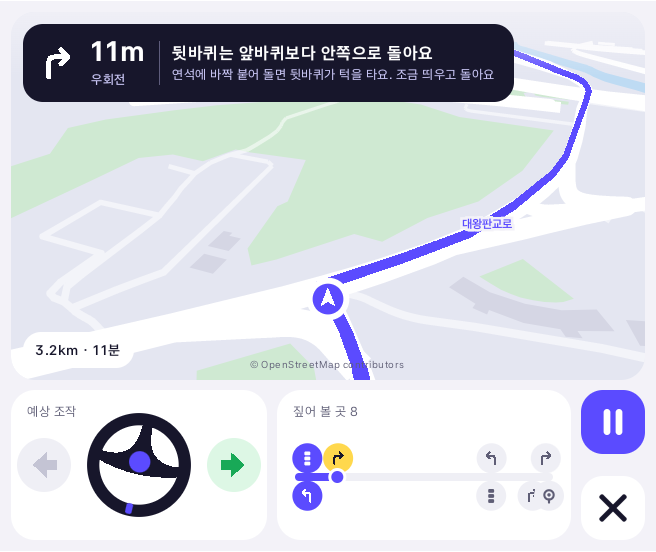 11m
우회전
뒷바퀴는 앞바퀴보다 안쪽으로 돌아요
연석에 바짝 붙어 돌면 뒷바퀴가 턱을 타요. 조금 띄우고 돌아요
대왕판교로
3.2km · 11분
© OpenStreetMap contributors
예상 조작
짚어 볼 곳 8